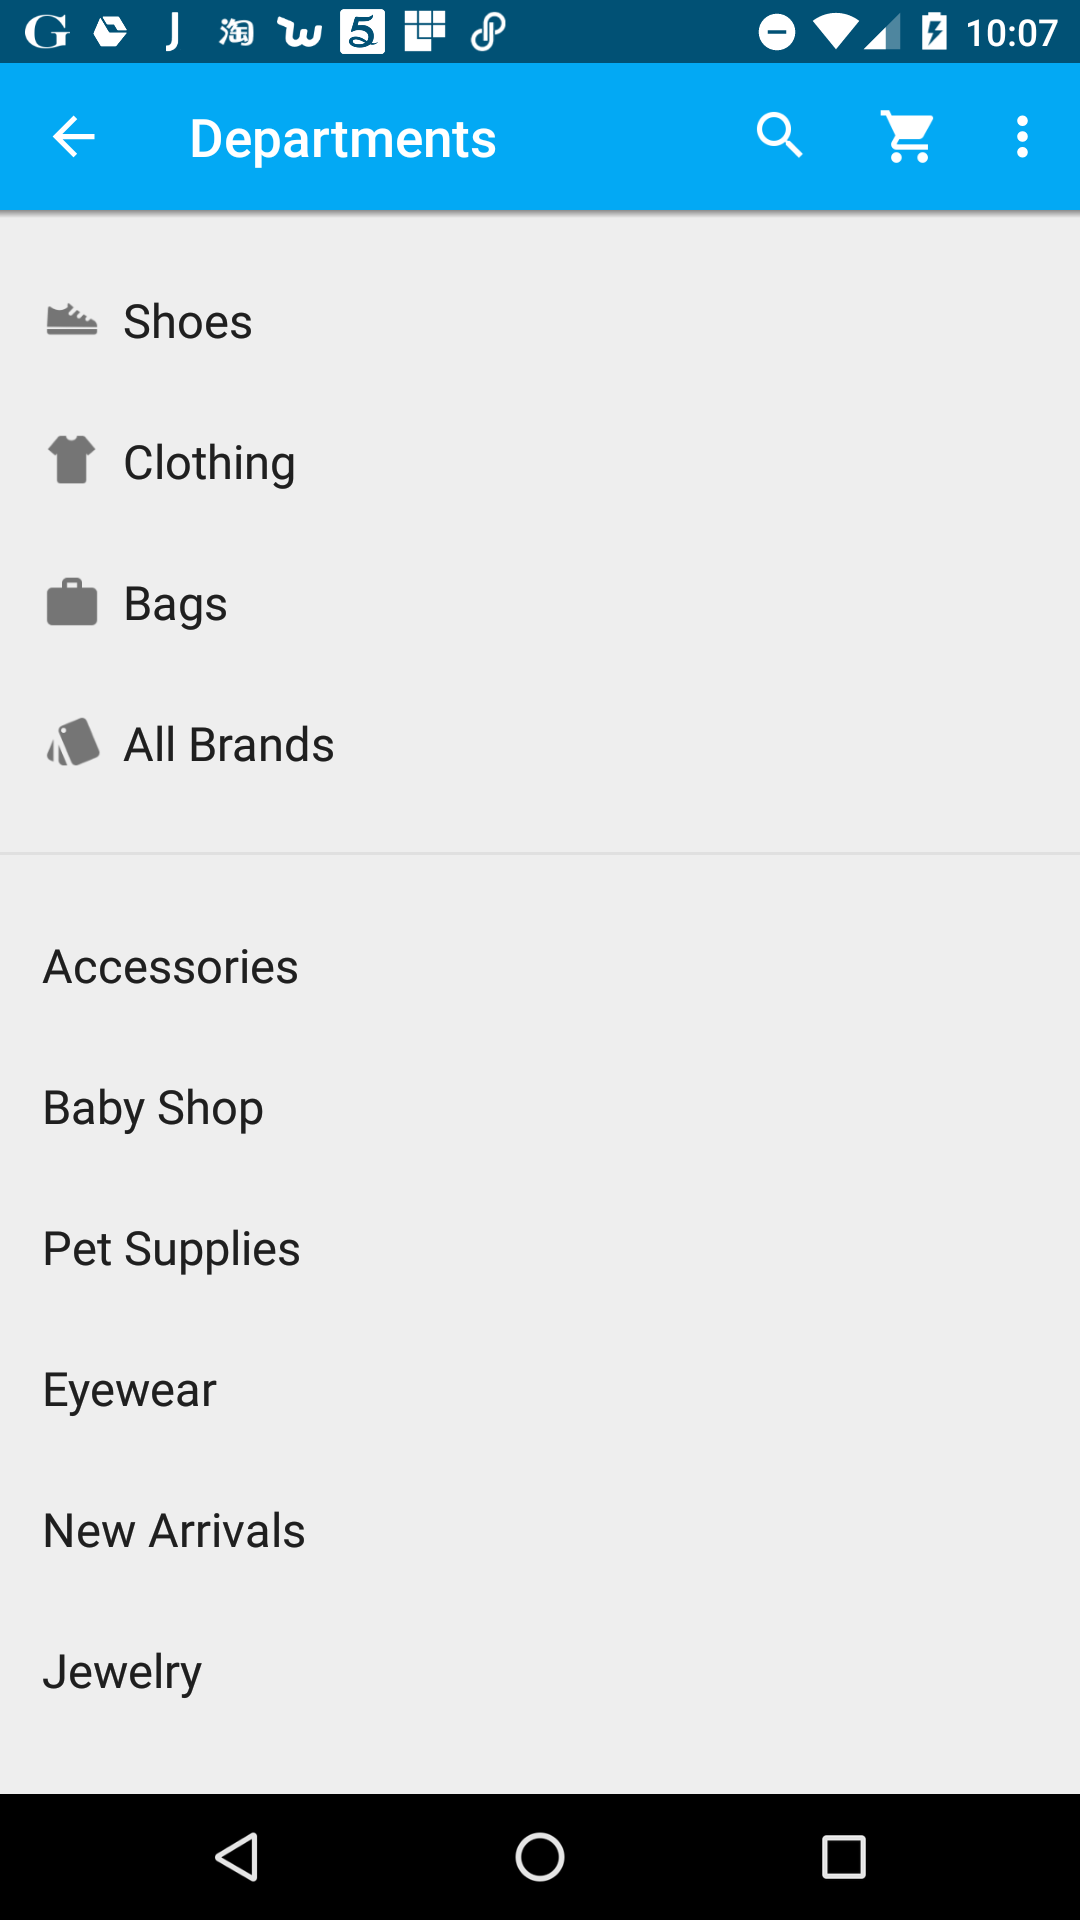 G J 淘 w 5 10:07
Departments
Shoes
Clothing
Bags
All Brands
Accessories
Baby Shop
Pet Supplies
Eyewear
New Arrivals
Jewelry